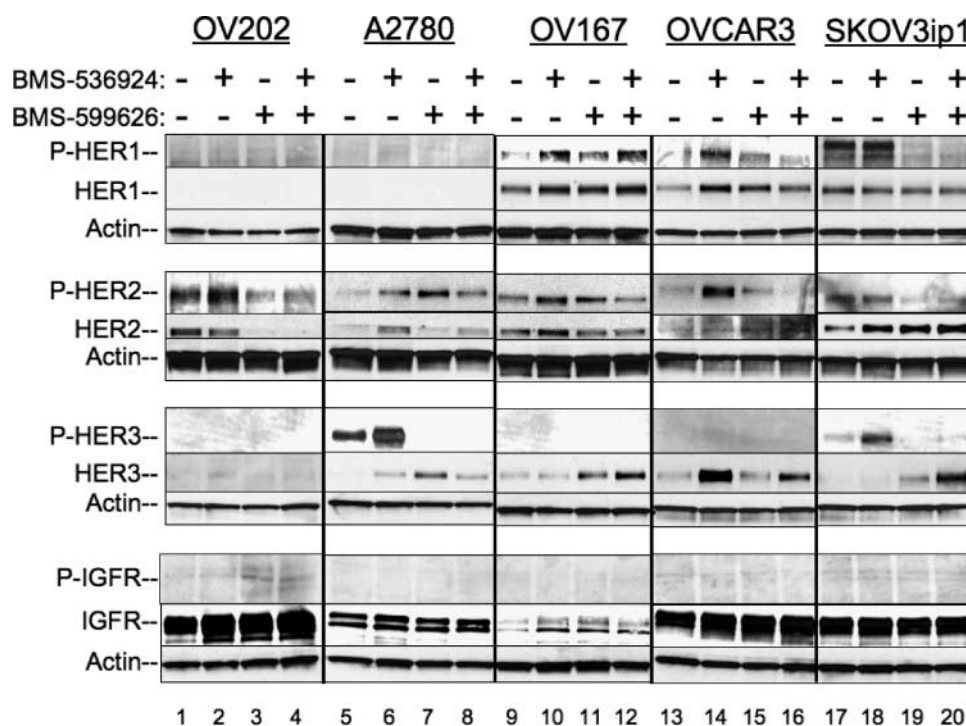 OV202 A2780 OV167 OVCAR3 SKOV3ip1
BMS-536924: - + - + - + - + - + - + - + - + - + - +
BMS-599626: - - + + - - + + - - + + - - + + - - + +
P-HER1--
HER1--
Actin--
P-HER2--
HER2--
Actin--
P-HER3--
HER3--
Actin--
P-IGFR--
IGFR--
Actin--
1 2 3 4 5 6 7 8 9 10 11 12 13 14 15 16 17 18 19 20